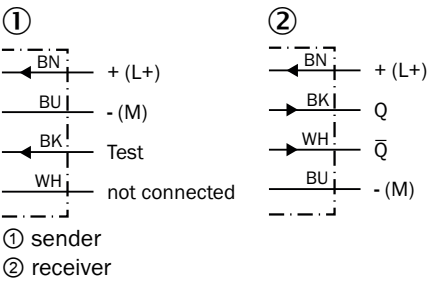 ① ②
BN + (L+)
BU - (M)
BK Test
WH not connected
BN + (L+)
BK Q
WH Q̅
BU - (M)
① sender
② receiver